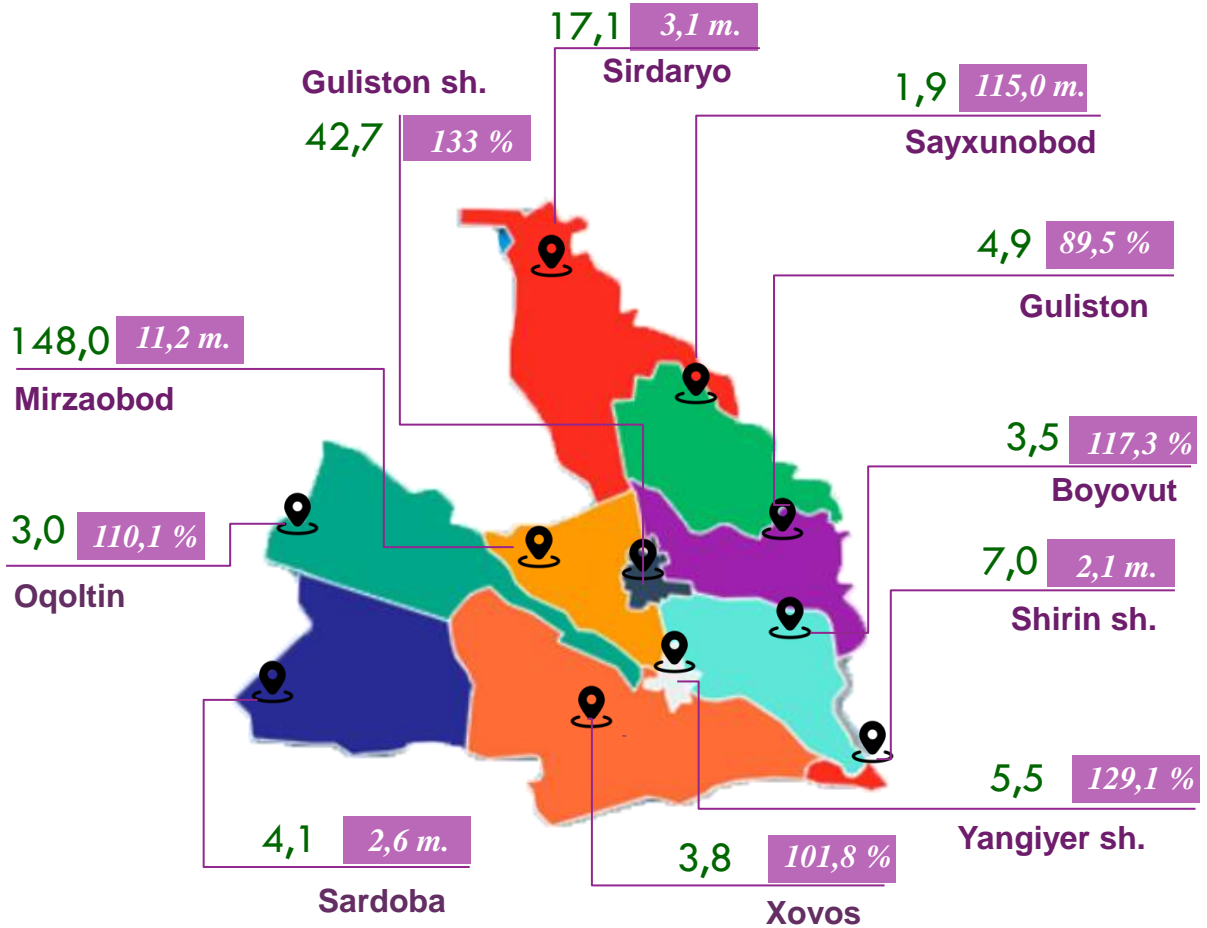 17,1 3,1 m.
Sirdaryo
Guliston sh.
42,7 133 %
1,9 115,0 m.
Sayxunobod
4,9 89,5 %
Guliston
148,0 11,2 m.
Mirzaobod
3,5 117,3 %
Boyovut
3,0 110,1 %
Oqoltin
7,0 2,1 m.
Shirin sh.
5,5 129,1 %
Yangiyer sh.
4,1 2,6 m.
Sardoba
3,8 101,8 %
Xovos